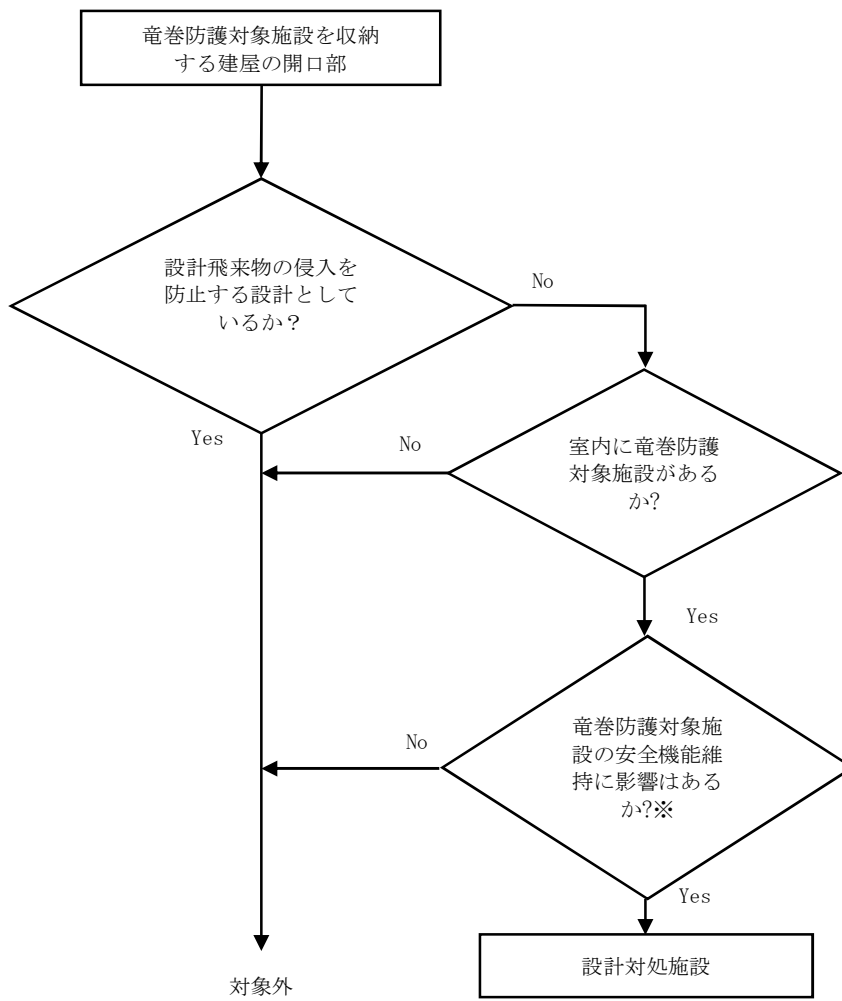 竜巻防護対象施設を収納
する建屋の開口部
設計飛来物の侵入を
防止する設計として
いるか？
No
Yes
No
室内に竜巻防護
対象施設がある
か?
Yes
No
竜巻防護対象施
設の安全機能維
持に影響はある
か?※
Yes
設計対処施設
対象外